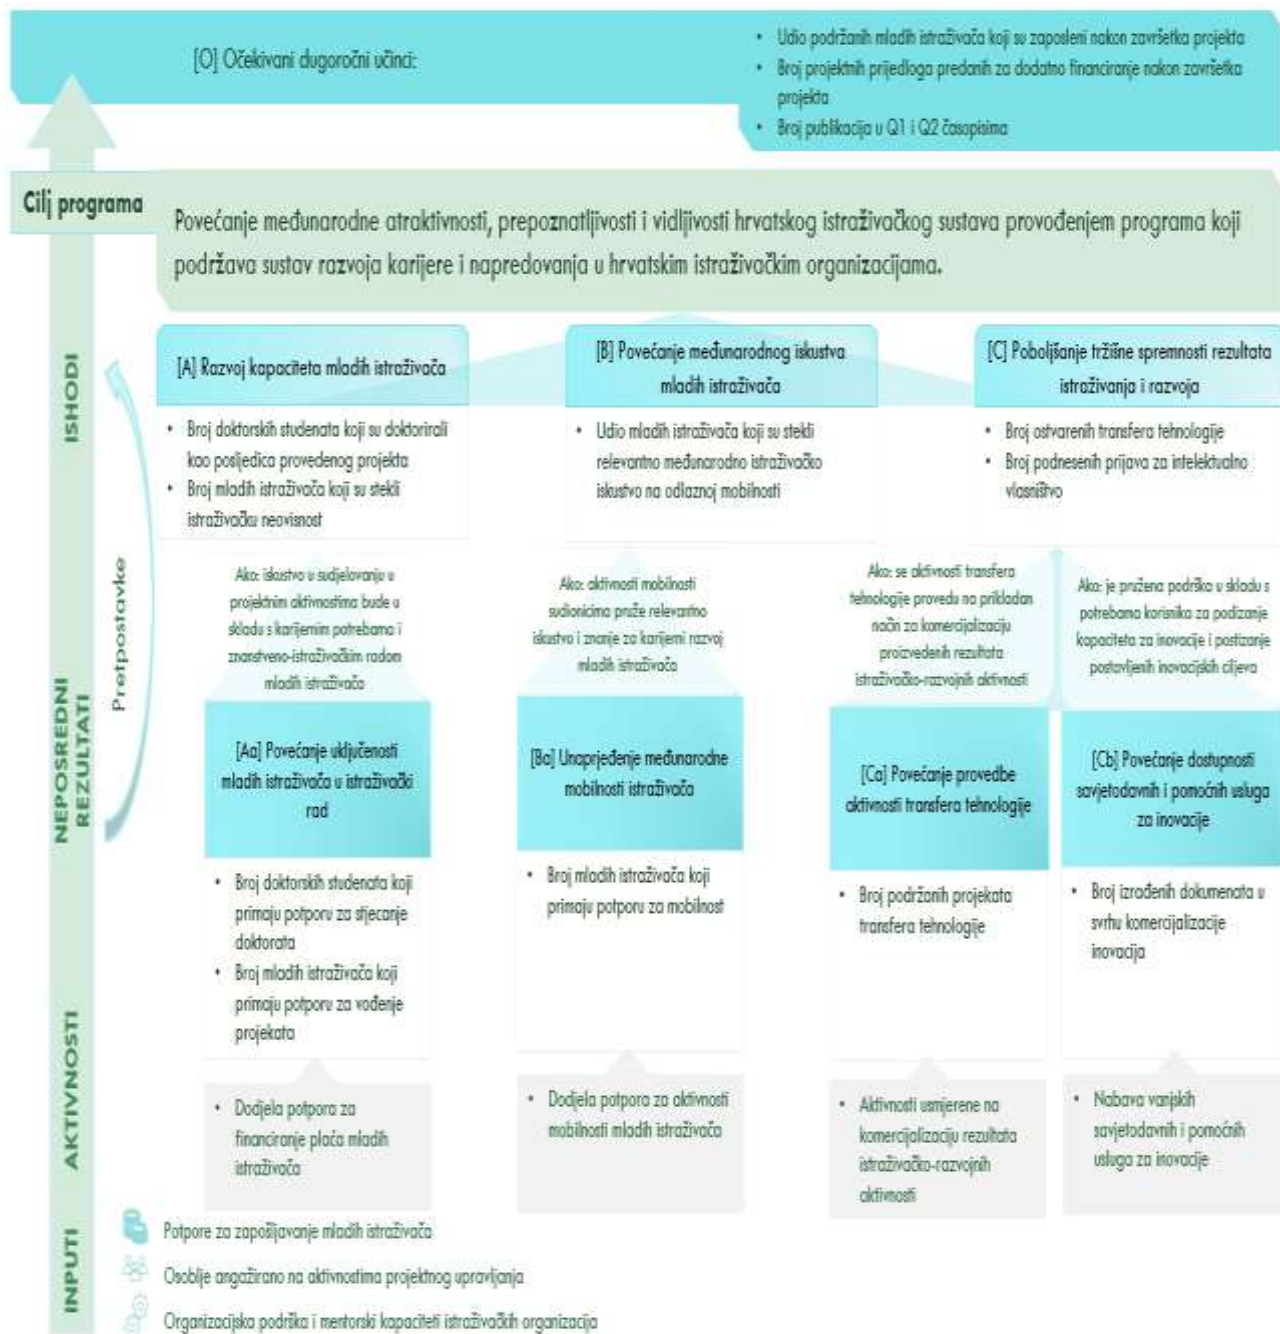 [O] Očekivani dugoročni učinci:
• Udio podržanih mladih istraživača koji su zaposleni nakon završetka projekta
• Broj projektnih prijedloga predanih za dodatno financiranje nakon završetka
projekta
• Broj publikacija u Q1 i Q2 časopisima
Cilj programa
Povećanje međunarodne atraktivnosti, prepoznatljivosti i vidljivosti hrvatskog istraživačkog sustava provođenjem programa koji
podržava sustav razvoja karijere i napredovanja u hrvatskim istraživačkim organizacijama.
ISHODI
[A] Razvoj kapaciteta mladih istraživača
• Broj doktorskih studenata koji su doktorirali
kao posljedica provedenog projekta
• Broj mladih istraživača koji su stekli
istraživačku neovisnost
[B] Povećanje međunarodnog iskustva
mladih istraživača
• Udio mladih istraživača koji su stekli
relevantno međunarodno istraživačko
iskustvo na odlaznoj mobilnosti
[C] Poboljšanje tržišne spremnosti rezultata
istraživanja i razvoja
• Broj ostvarenih transfera tehnologije
• Broj podnesenih prijava za intelektualno
vlasništvo
Pretpostavke
Ako: iskustvo u sudjelovanju u
projektnim aktivnostima bude u
skladu s karijernim potrebama i
znanstveno-istraživačkim radom
mladih istraživača
Ako: aktivnosti mobilnosti
sudionicima pruže relevantno
iskustvo i znanje za karijerni razvoj
mladih istraživača
Ako: se aktivnosti transfera
tehnologije provedu na prikladan
način za komercijalizaciju
proizvedenih rezultata
istraživačko-razvojnih aktivnosti
Ako: je pružena podrška u skladu s
potrebama korisnika za podizanje
kapaciteta za inovacije i postizanje
postavljenih inovacijskih ciljeva
NEPOSREDNI
REZULTATI
[Aa] Povećanje uključenosti
mladih istraživača u istraživački
rad
• Broj doktorskih studenata koji
primaju potporu za stjecanje
doktorata
• Broj mladih istraživača koji
primaju potporu za vođenje
projekata
[Ba] Unaprjeđenje međunarodne
mobilnosti istraživača
• Broj mladih istraživača koji
primaju potporu za mobilnost
[Ca] Povećanje provedbe
aktivnosti transfera tehnologije
• Broj podržanih projekata
transfera tehnologije
[Cb] Povećanje dostupnosti
savjetodavnih i pomoćnih usluga
za inovacije
• Broj izrađenih dokumenata u
svrhu komercijalizacije
inovacija
AKTIVNOSTI
• Dodjela potpora za
financiranje plaća mladih
istraživača
• Dodjela potpora za aktivnosti
mobilnosti mladih istraživača
• Aktivnosti usmjerene na
komercijalizaciju rezultata
istraživačko-razvojnih
aktivnosti
• Nabava vanjskih
savjetodavnih i pomoćnih
usluga za inovacije
INPUTI
Potpore za zapošljavanje mladih istraživača
Osoblje angažirano na aktivnostima projektnog upravljanja
Organizacijska podrška i mentorski kapaciteti istraživačkih organizacija